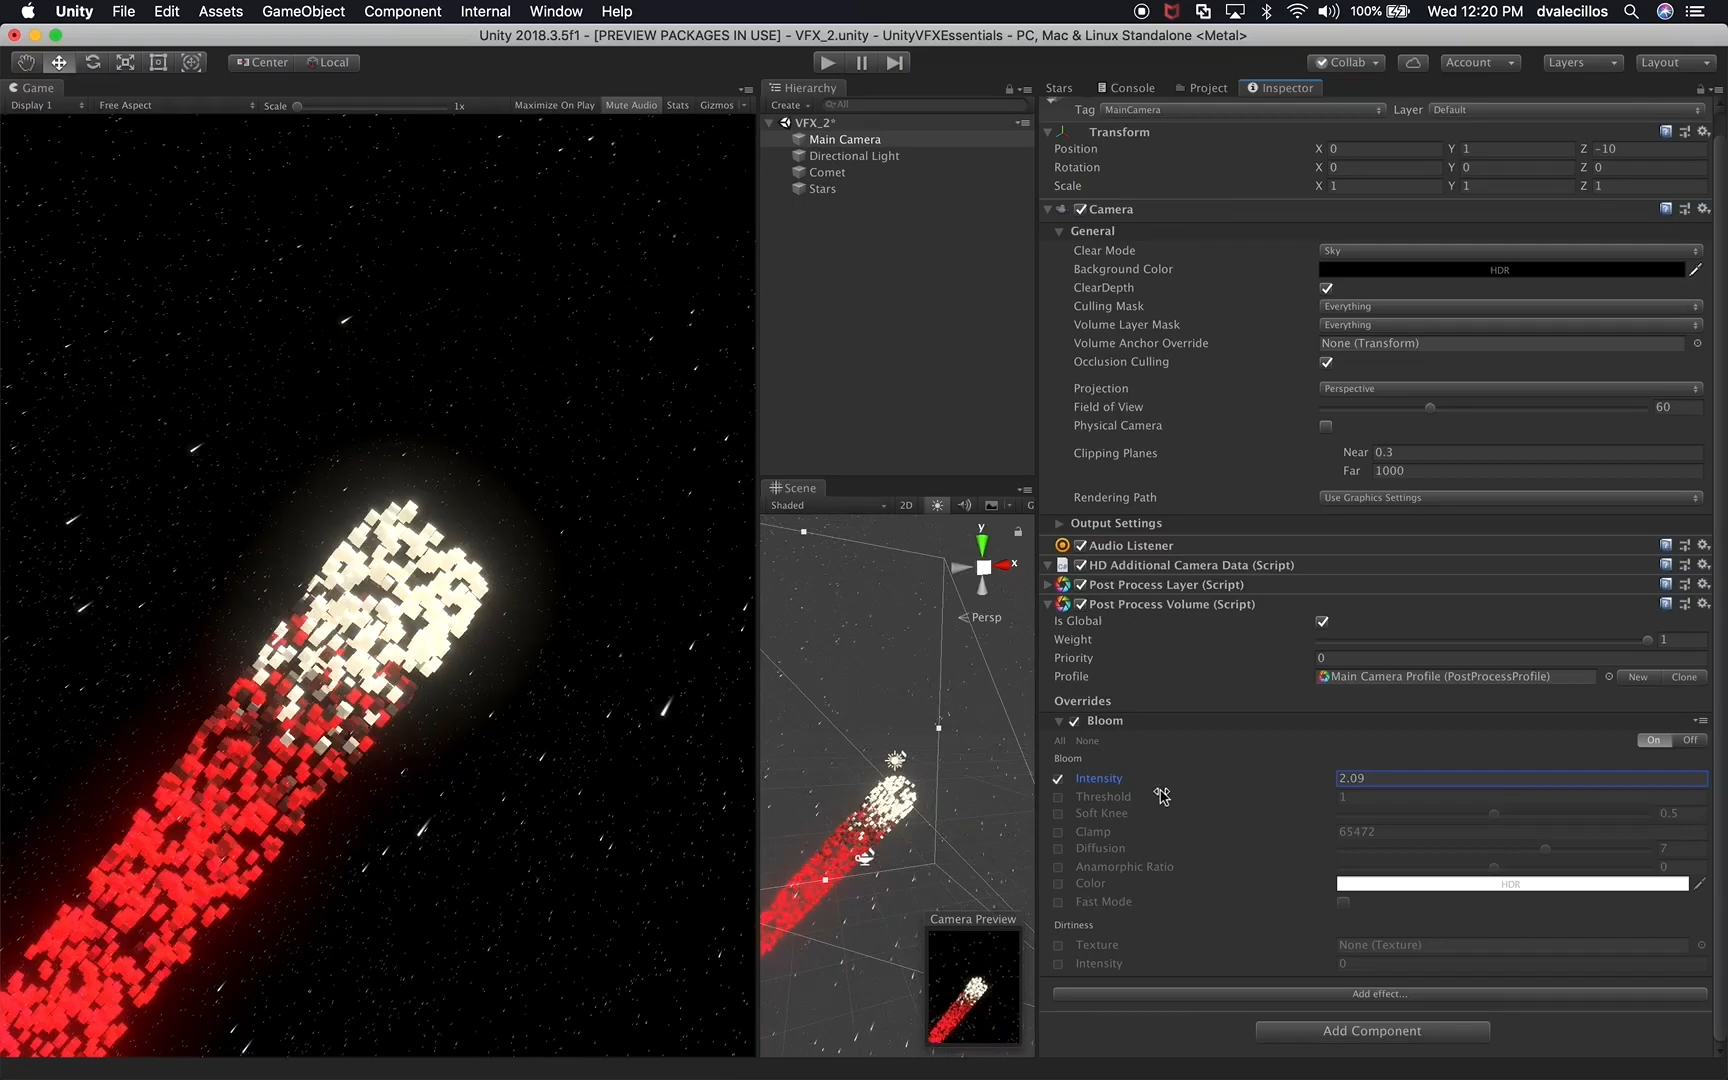 Unity File Edit Assets GameObject Component Internal Window Help 100% Wed 12:20 PM dvalecillos
Unity 2018.3.5f1 - [PREVIEW PACKAGES IN USE] - VFX_2.unity - UnityVFXEssentials - PC, Mac & Linux Standalone <Metal>
Center Local Collab Account Layers Layout
Game
Display 1 Free Aspect Scale 1x Maximize On Play Mute Audio Stats Gizmos
Hierarchy
Create All
VFX_2*
Main Camera
Directional Light
Comet
Stars
Scene
Shaded 2D G
y
x
Persp
Camera Preview
Stars Console Project Inspector
Tag MainCamera Layer Default
Transform
Position X 0 Y 1 Z -10
Rotation X 0 Y 0 Z 0
Scale X 1 Y 1 Z 1
Camera
General
Clear Mode Sky
Background Color HDR
ClearDepth
Culling Mask Everything
Volume Layer Mask Everything
Volume Anchor Override None (Transform)
Occlusion Culling
Projection Perspective
Field of View 60
Physical Camera
Clipping Planes Near 0.3
Far 1000
Rendering Path Use Graphics Settings
Output Settings
Audio Listener
HD Additional Camera Data (Script)
Post Process Layer (Script)
Post Process Volume (Script)
Is Global
Weight 1
Priority 0
Profile Main Camera Profile (PostProcessProfile) New Clone
Overrides
Bloom
All None On Off
Bloom
Intensity 2.09
Threshold 1
Soft Knee 0.5
Clamp 65472
Diffusion 7
Anamorphic Ratio 0
Color HDR
Fast Mode
Dirtiness
Texture None (Texture)
Intensity 0
Add effect...
Add Component